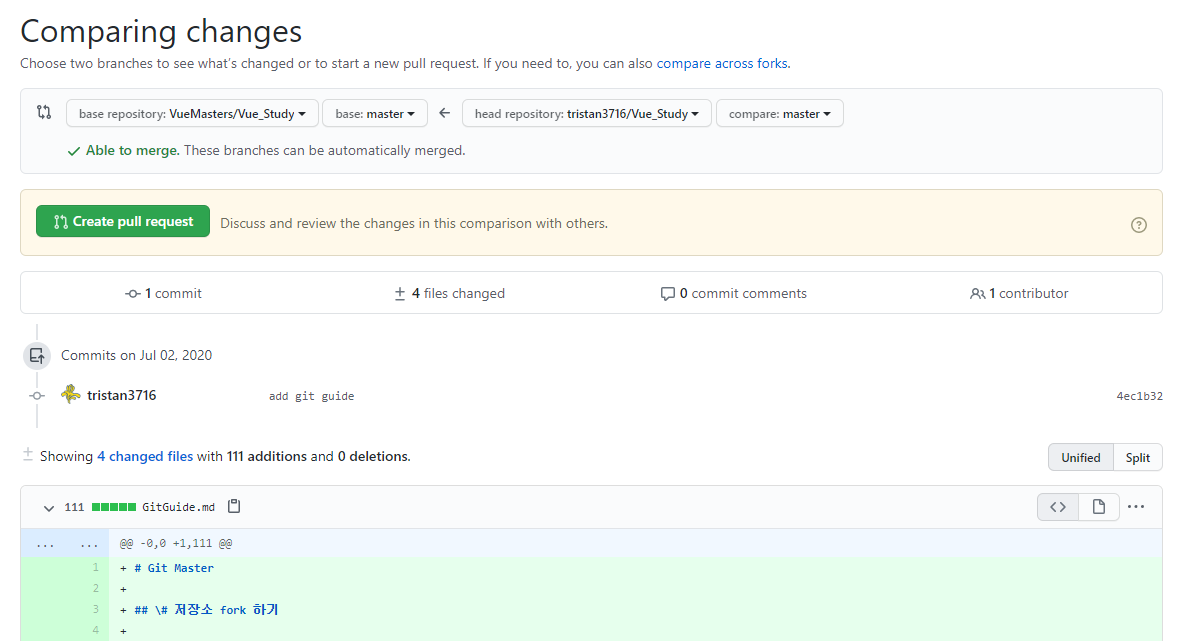 Comparing changes
Choose two branches to see what's changed or to start a new pull request. If you need to, you can also compare across forks.
base repository: VueMasters/Vue_Study base: master ← head repository: tristan3716/Vue_Study compare: master
Able to merge. These branches can be automatically merged.
Create pull request Discuss and review the changes in this comparison with others.
1 commit 4 files changed 0 commit comments 1 contributor
Commits on Jul 02, 2020
tristan3716 add git guide 4ec1b32
Showing 4 changed files with 111 additions and 0 deletions. Unified Split
111 GitGuide.md
... ... @@ -0,0 +1,111 @@
1 + # Git Master
2 +
3 + ## \# 저장소 fork 하기
4 +